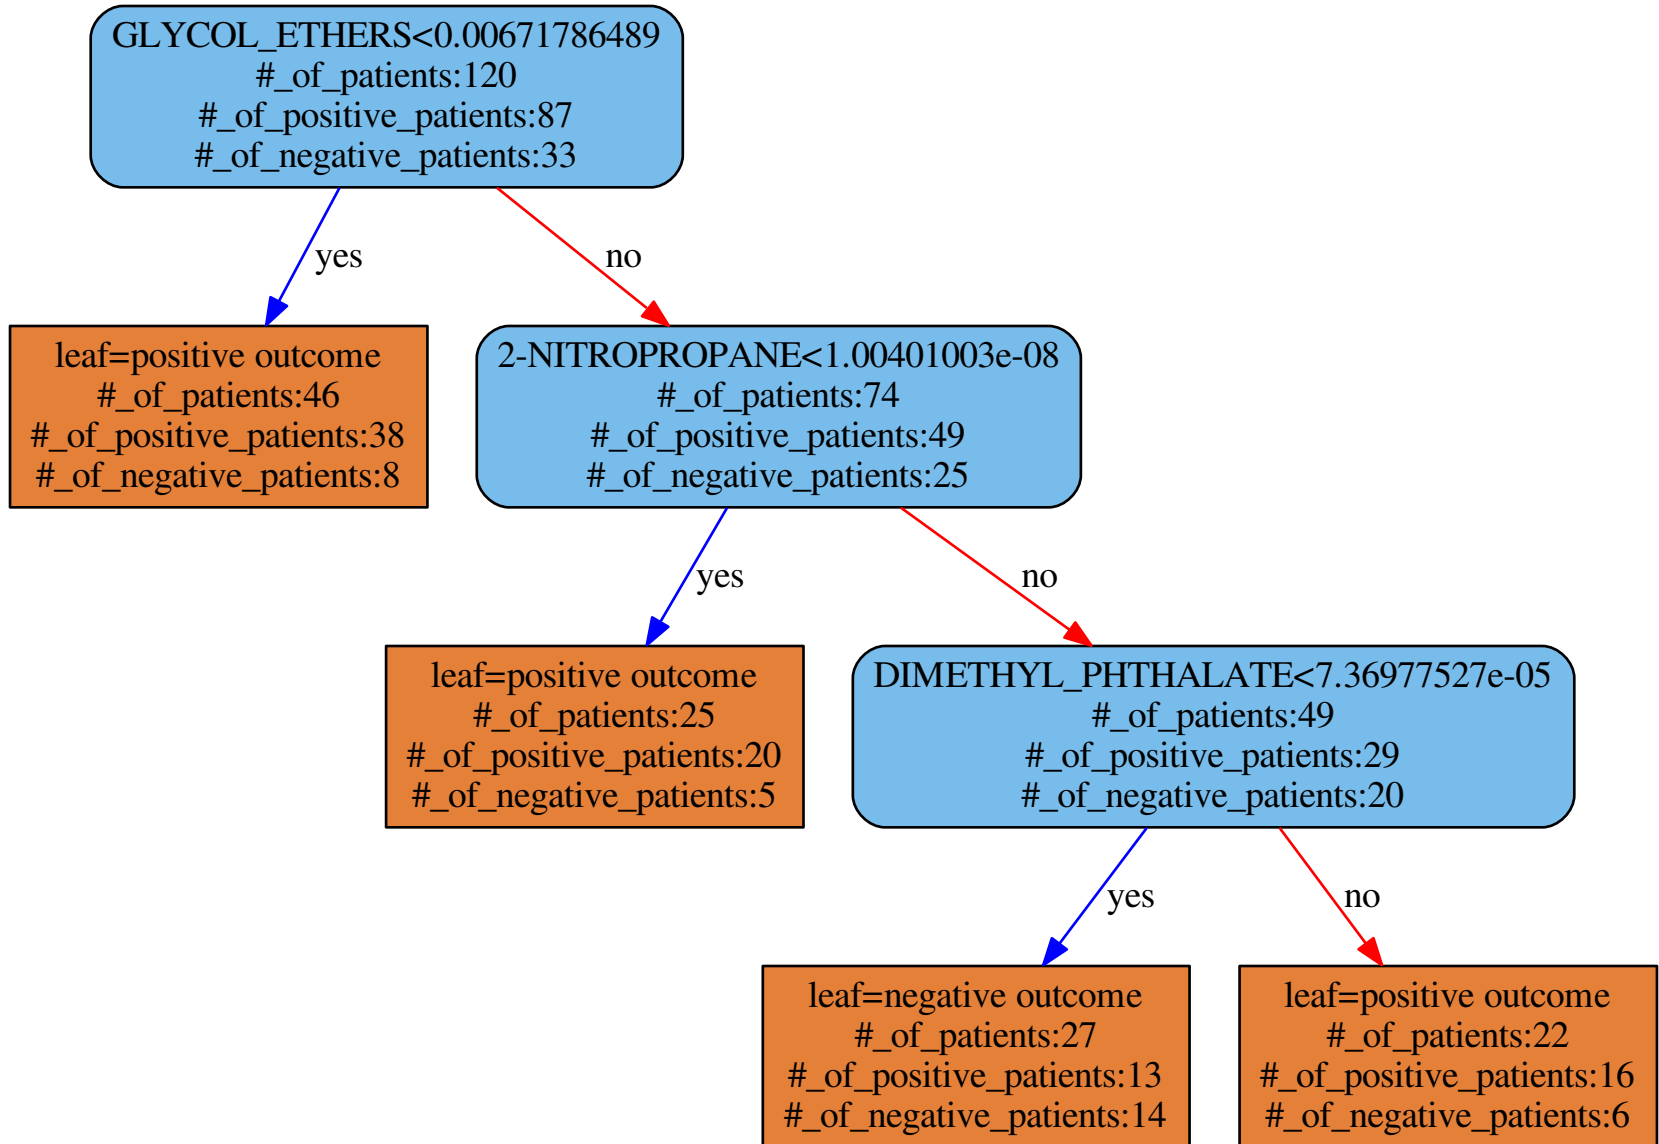 GLYCOL_ETHERS<0.00671786489
#_of_patients:120
#_of_positive_patients:87
#_of_negative_patients:33
yes
no
leaf=positive outcome
#_of_patients:46
#_of_positive_patients:38
#_of_negative_patients:8
2-NITROPROPANE<1.00401003e-08
#_of_patients:74
#_of_positive_patients:49
#_of_negative_patients:25
yes
no
leaf=positive outcome
#_of_patients:25
#_of_positive_patients:20
#_of_negative_patients:5
DIMETHYL_PHTHALATE<7.36977527e-05
#_of_patients:49
#_of_positive_patients:29
#_of_negative_patients:20
yes
no
leaf=negative outcome
#_of_patients:27
#_of_positive_patients:13
#_of_negative_patients:14
leaf=positive outcome
#_of_patients:22
#_of_positive_patients:16
#_of_negative_patients:6